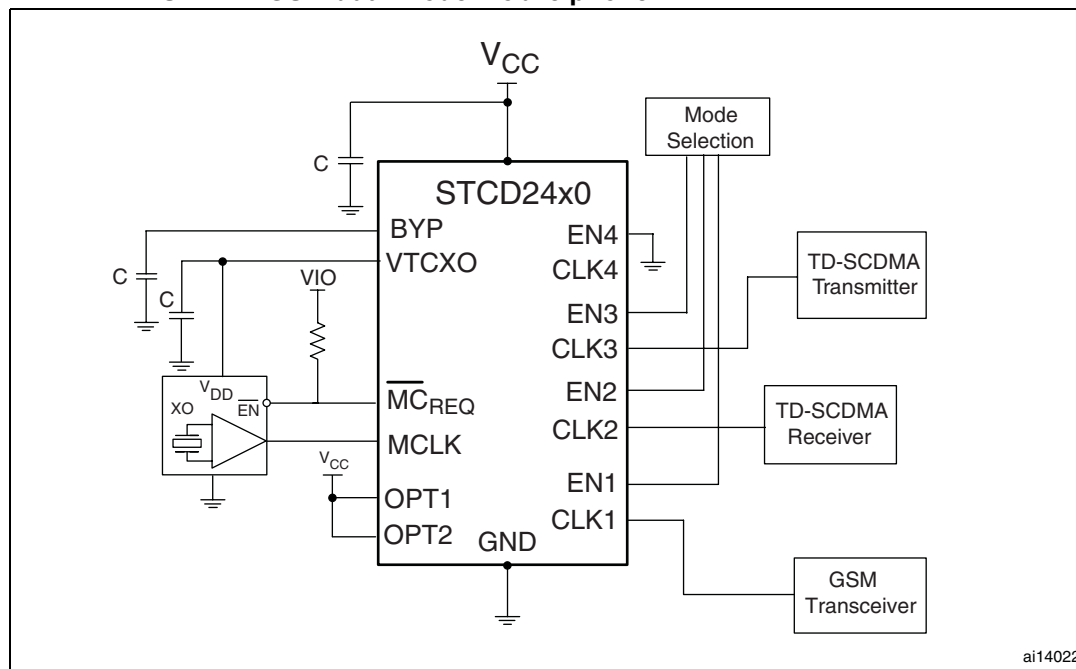 VCC
C
STCD24x0
BYP
VTCXO
C
C
VIO
VDD
XO
EN
MCREQ
MCLK
VCC
OPT1
OPT2
GND
EN4
CLK4
EN3
CLK3
EN2
CLK2
EN1
CLK1
Mode
Selection
TD-SCDMA
Transmitter
TD-SCDMA
Receiver
GSM
Transceiver
ai14022